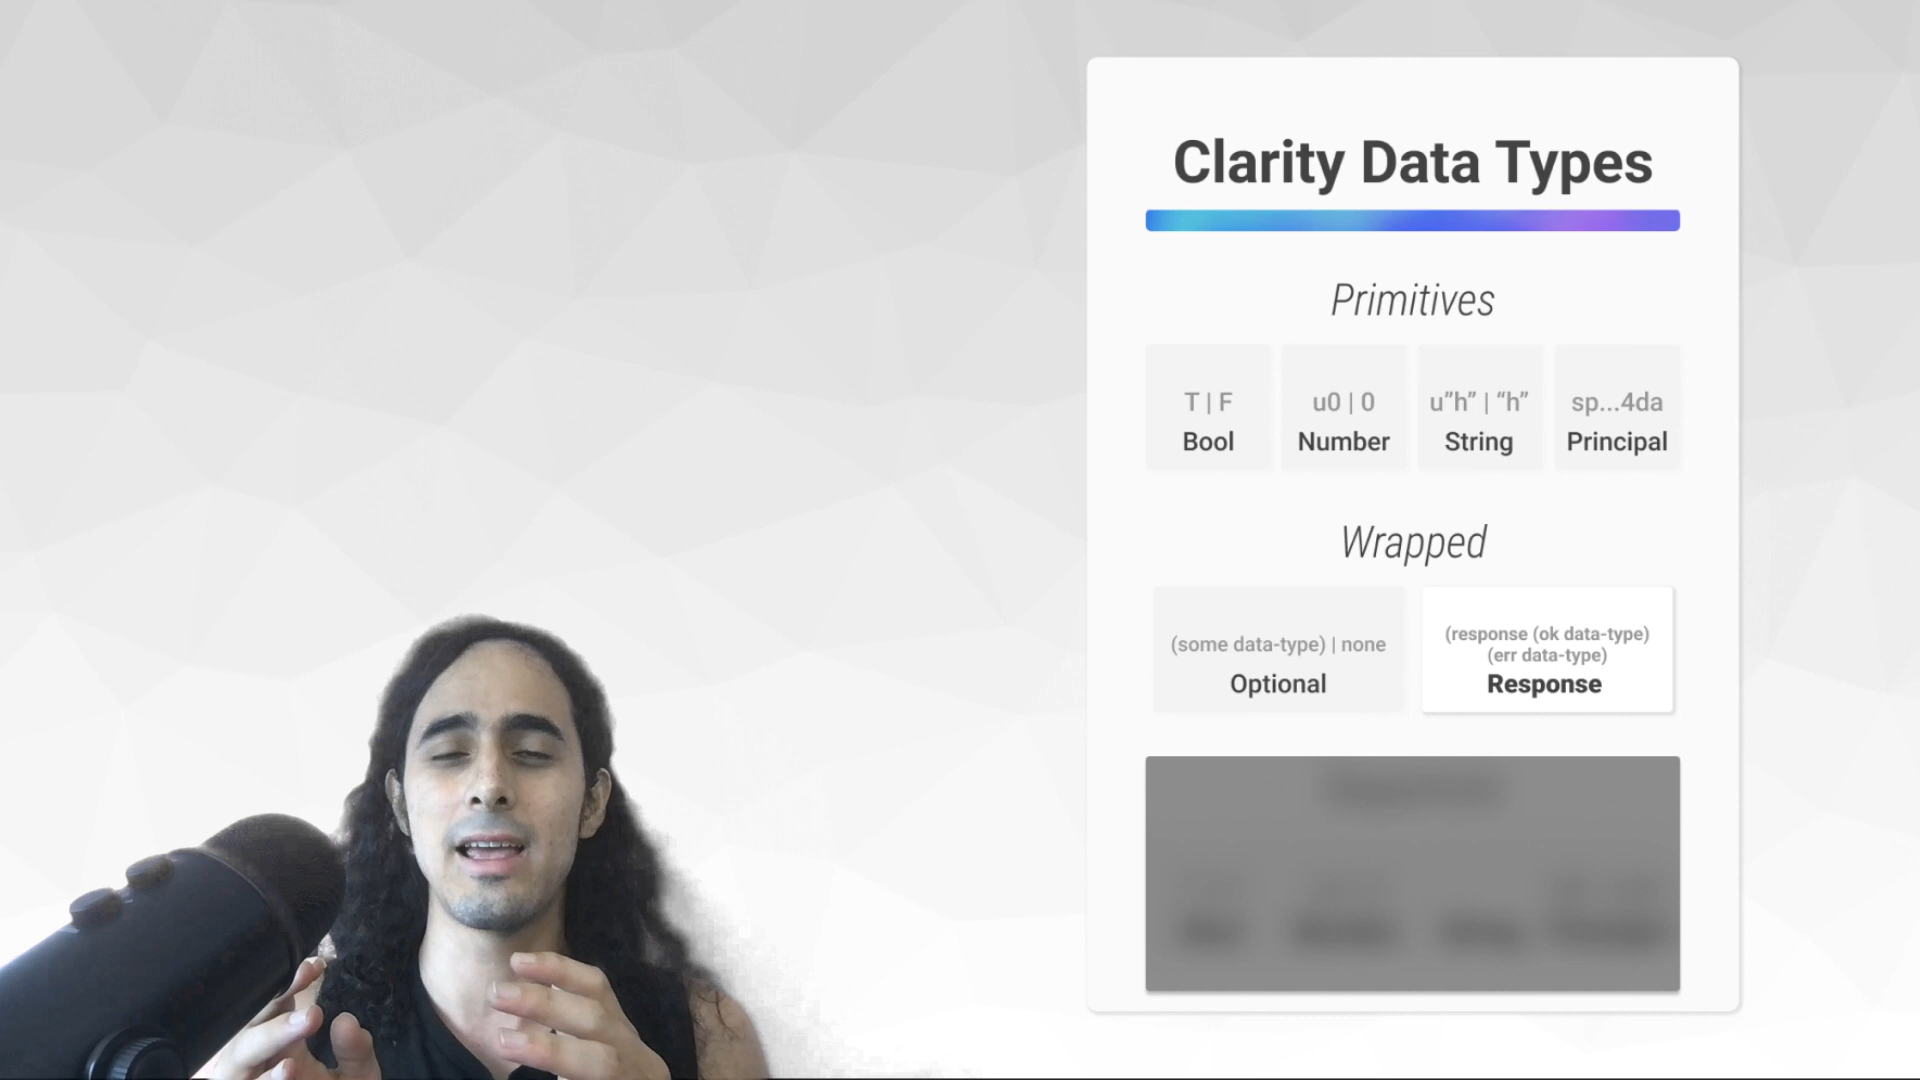 Clarity Data Types
Primitives
T | F
Bool
u0 | 0
Number
u”h” | “h”
String
sp...4da
Principal
Wrapped
(some data-type) | none
Optional
(response (ok data-type)
(err data-type)
Response